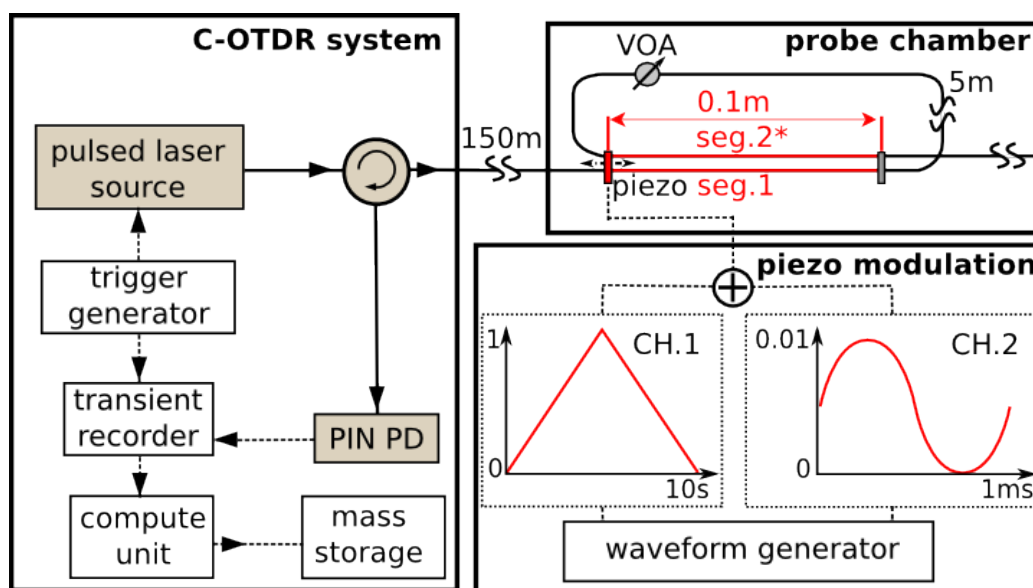 C-OTDR system
pulsed laser
source
trigger
generator
transient
recorder
PIN PD
compute
unit
mass
storage
150m
probe chamber
VOA
5m
0.1m
seg.2*
piezo seg.1
piezo modulation
CH.1
1
0
10s
CH.2
0.01
0
1ms
waveform generator